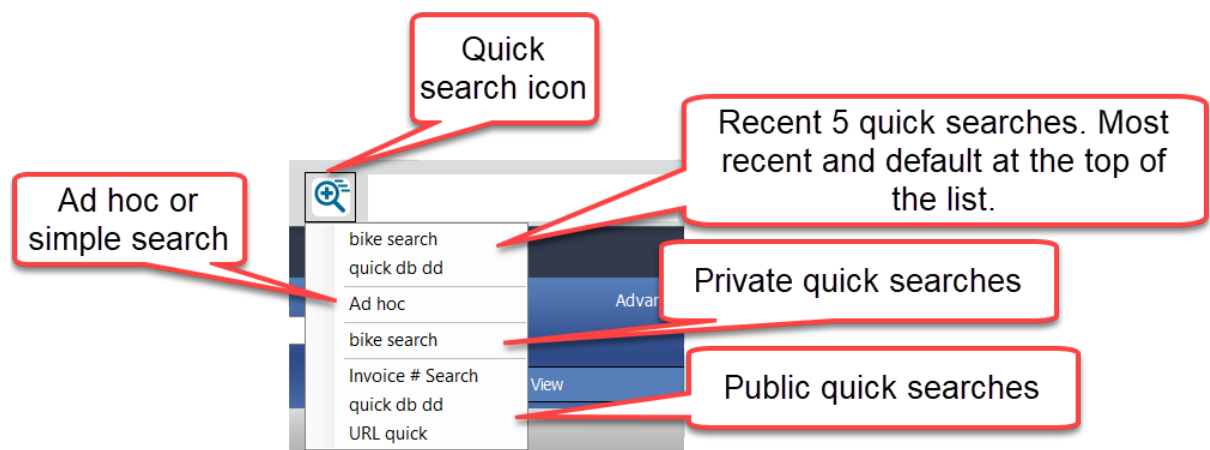 Quick
search icon
Recent 5 quick searches. Most
recent and default at the top of
the list.
Ad hoc or
simple search
bike search
quick db dd
Ad hoc
Advan
Private quick searches
bike search
Invoice # Search
View
quick db dd
Public quick searches
URL quick